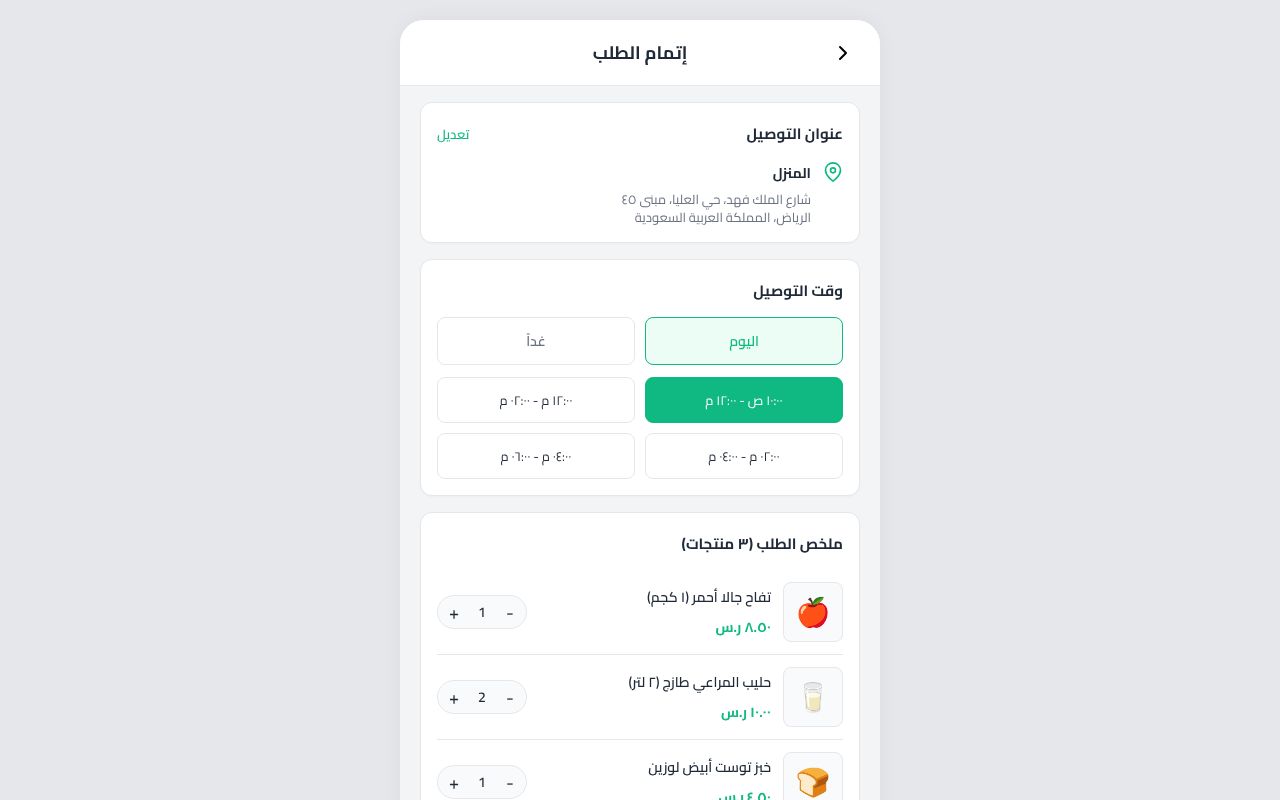 إتمام الطلب
عنوان التوصيل
تعديل
المنزل
شارع الملك فهد، حي العليا، مبنى ٤٥
الرياض، المملكة العربية السعودية
وقت التوصيل
اليوم
غداً
١٠:٠٠ ص - ١٢:٠٠ م
١٢:٠٠ م - ٠٢:٠٠ م
٠٢:٠٠ م - ٠٤:٠٠ م
٠٤:٠٠ م - ٠٦:٠٠ م
ملخص الطلب (٣ منتجات)
تفاح جالا أحمر (١ كجم)
٨.٥٠ ر.س
- 1 +
حليب المراعي طازج (٢ لتر)
١٠.٠٠ ر.س
- 2 +
خبز توست أبيض لوزين
٤.٥٠ ر.س
- 1 +